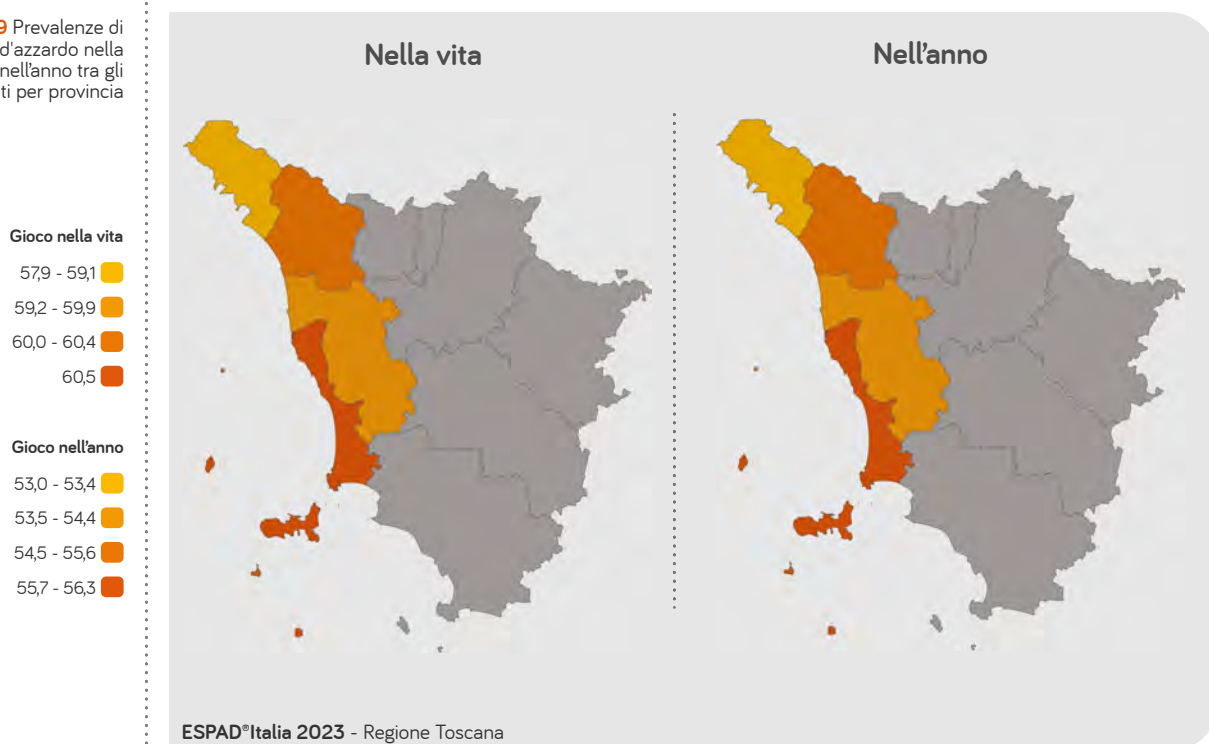 9 Prevalenze di
d'azzardo nella
nell'anno tra gli
ti per provincia
Nella vita
Nell'anno
Gioco nella vita
57,9 - 59,1
59,2 - 59,9
60,0 - 60,4
60,5
Gioco nell'anno
53,0 - 53,4
53,5 - 54,4
54,5 - 55,6
55,7 - 56,3
ESPAD®Italia 2023 - Regione Toscana